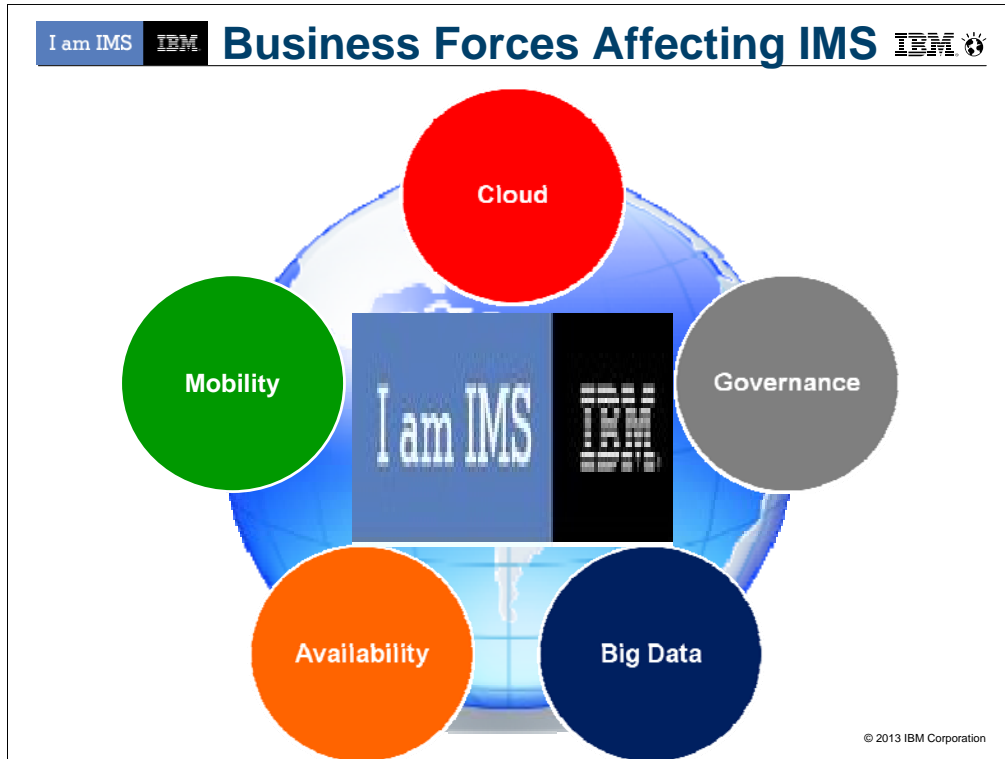 I am IMS IBM. Business Forces Affecting IMS IBM
Cloud
Mobility
Governance
I am IMS IBM.
Availability
Big Data
© 2013 IBM Corporation